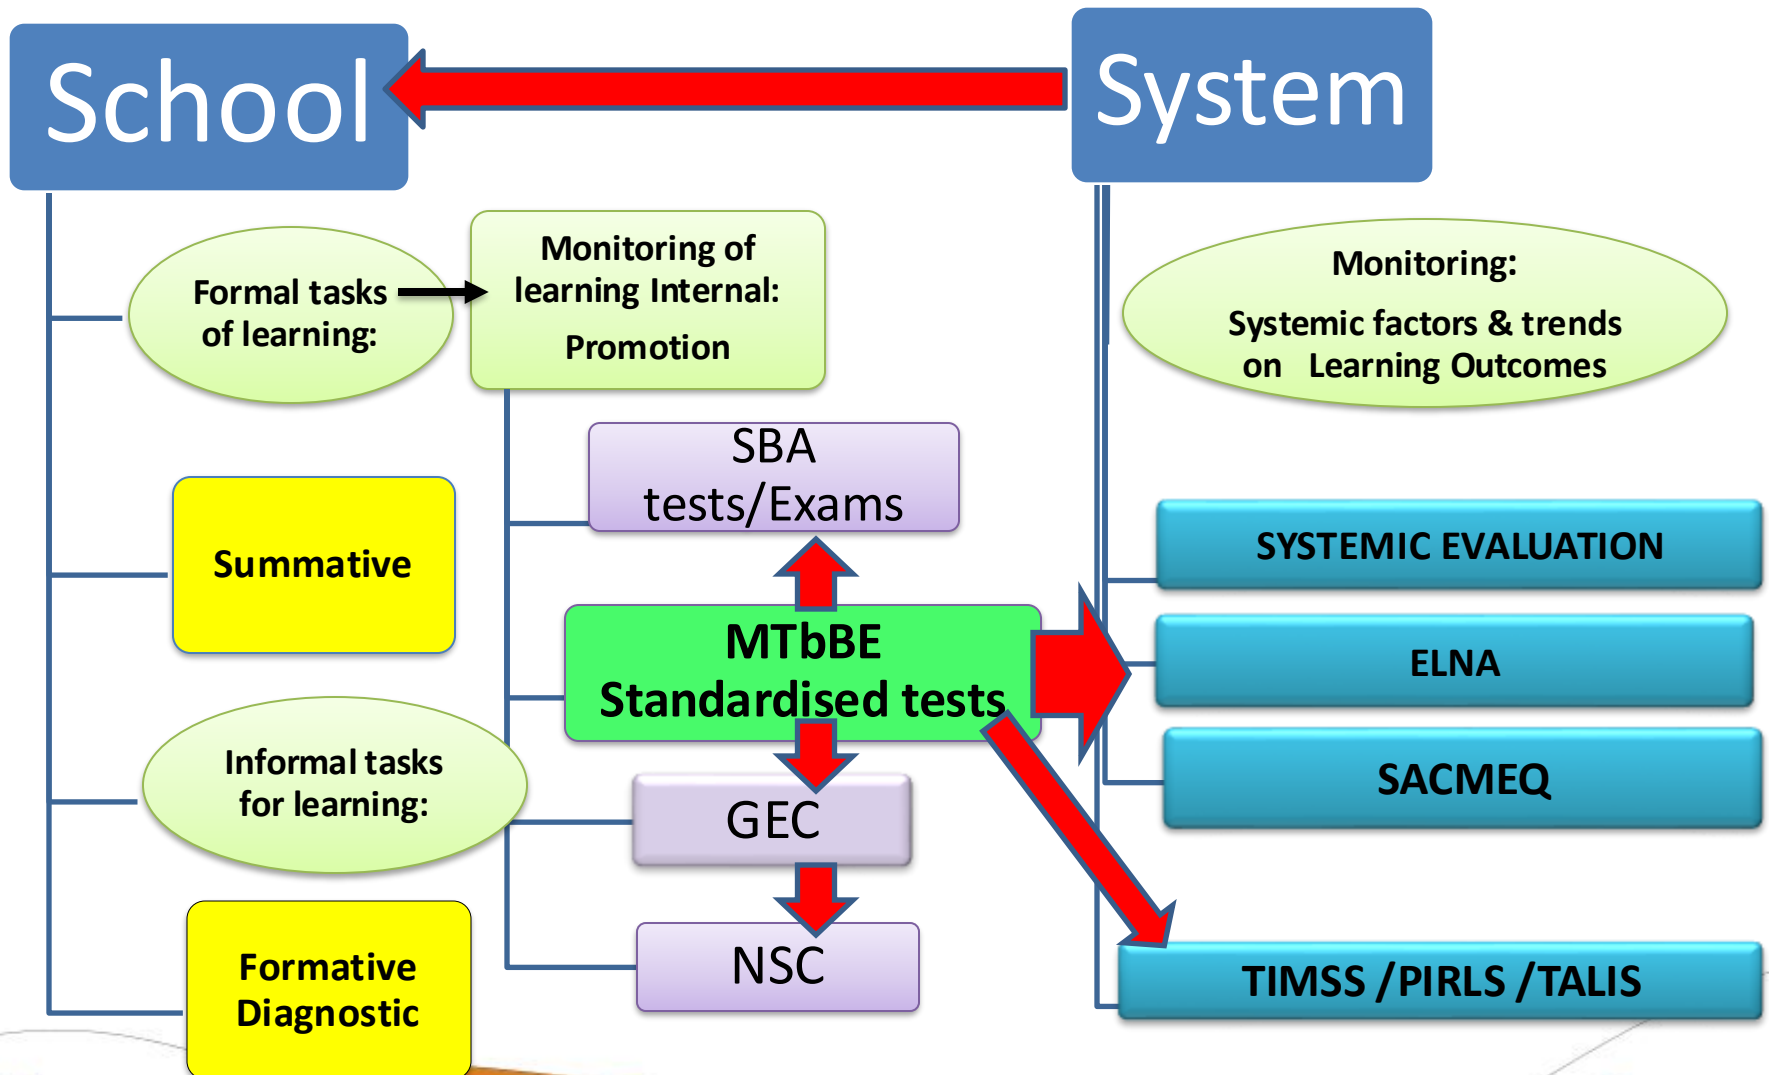 School
System
Formal tasks
of learning:
Monitoring of
learning Internal:
Promotion
Monitoring:
Systemic factors & trends
on Learning Outcomes
SBA
tests/Exams
Summative
SYSTEMIC EVALUATION
MTbBE
Standardised tests
ELNA
SACMEQ
Informal tasks
for learning:
GEC
Formative
Diagnostic
NSC
TIMSS /PIRLS /TALIS